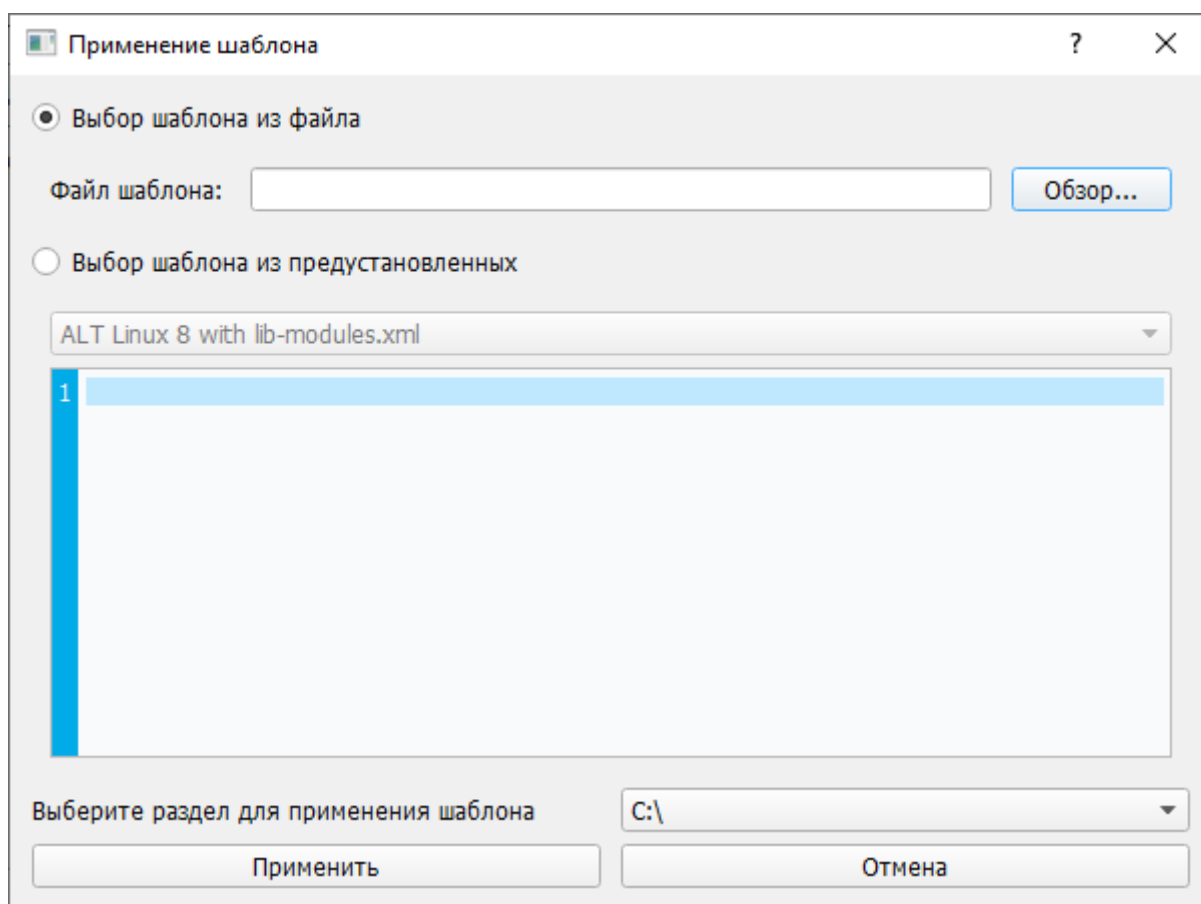 Применение шаблона ?
Выбор шаблона из файла
Файл шаблона: Обзор...
Выбор шаблона из предустановленных
ALT Linux 8 with lib-modules.xml
1
Выберите раздел для применения шаблона C:\
Применить Отмена